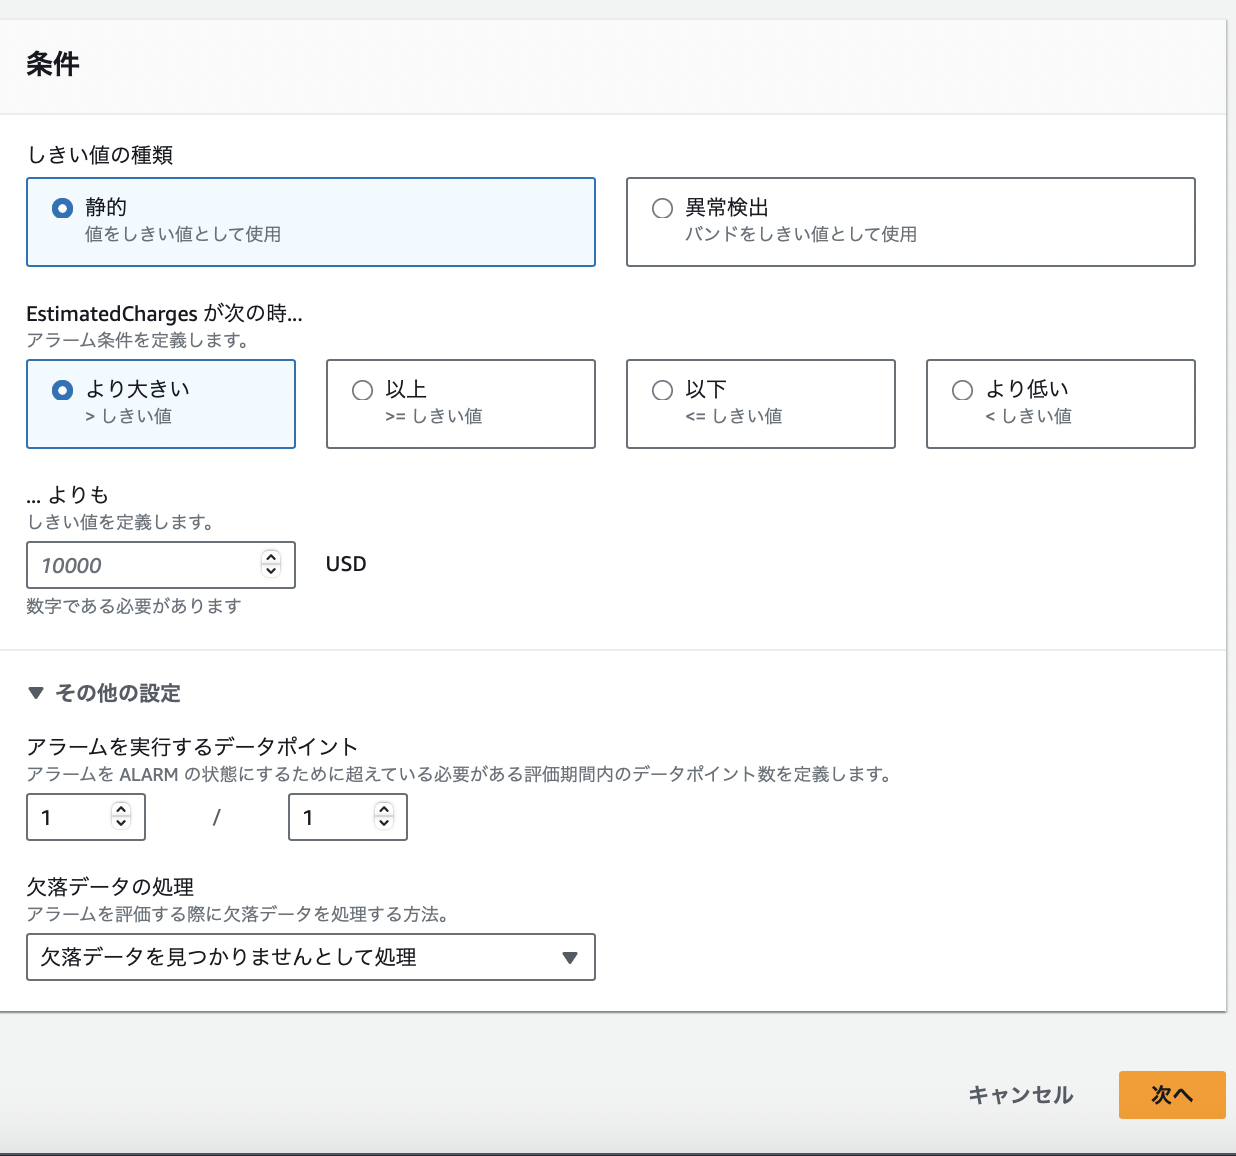 条件
しきい値の種類
静的
値をしきい値として使用
異常検出
バンドをしきい値として使用
EstimatedCharges が次の時...
アラーム条件を定義します。
より大きい
> しきい値
以上
>= しきい値
以下
<= しきい値
より低い
< しきい値
... よりも
しきい値を定義します。
10000
USD
数字である必要があります
▼ その他の設定
アラームを実行するデータポイント
アラームを ALARM の状態にするために超えている必要がある評価期間内のデータポイント数を定義します。
1 / 1
欠落データの処理
アラームを評価する際に欠落データを処理する方法。
欠落データを見つかりませんとして処理
キャンセル
次へ